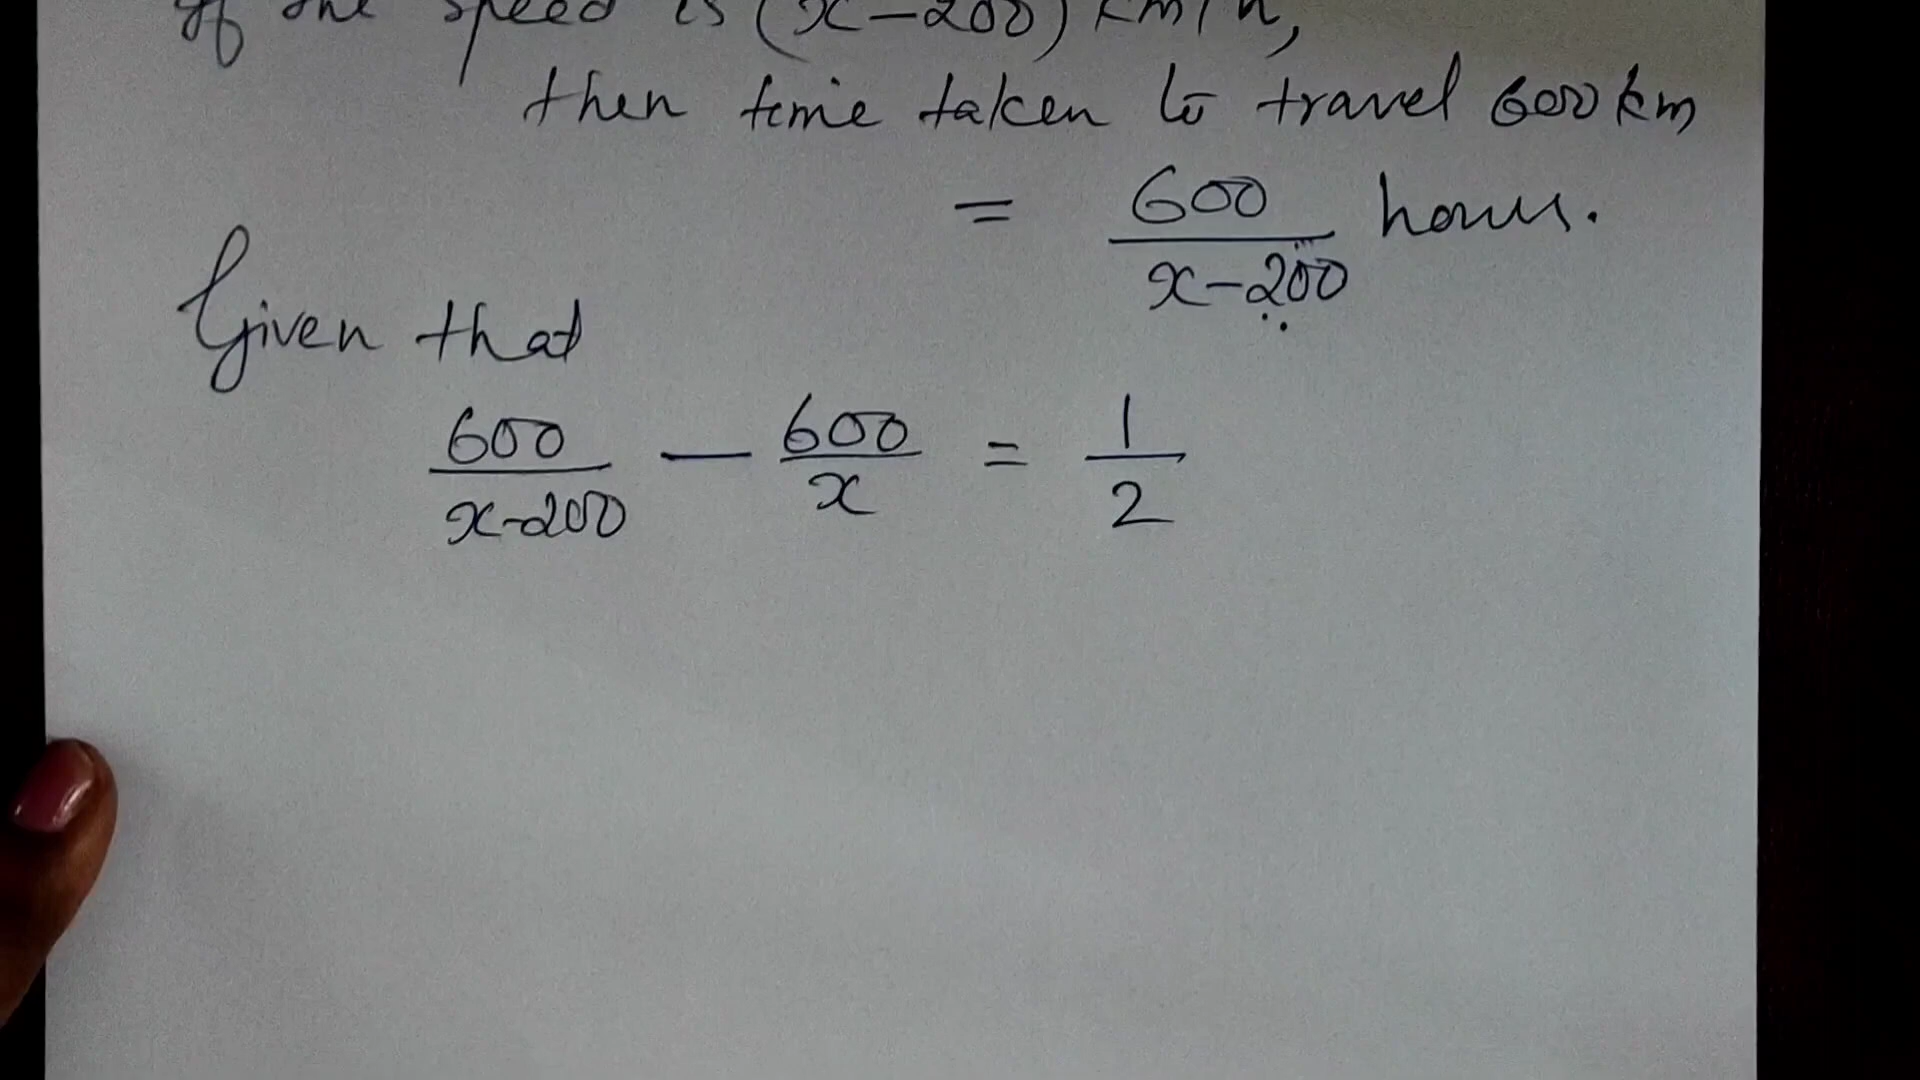 If the speed is (x-200) km/h,
then time taken to travel 600 km
= 600/(x-200) hours.
Given that
600/(x-200) - 600/x = 1/2